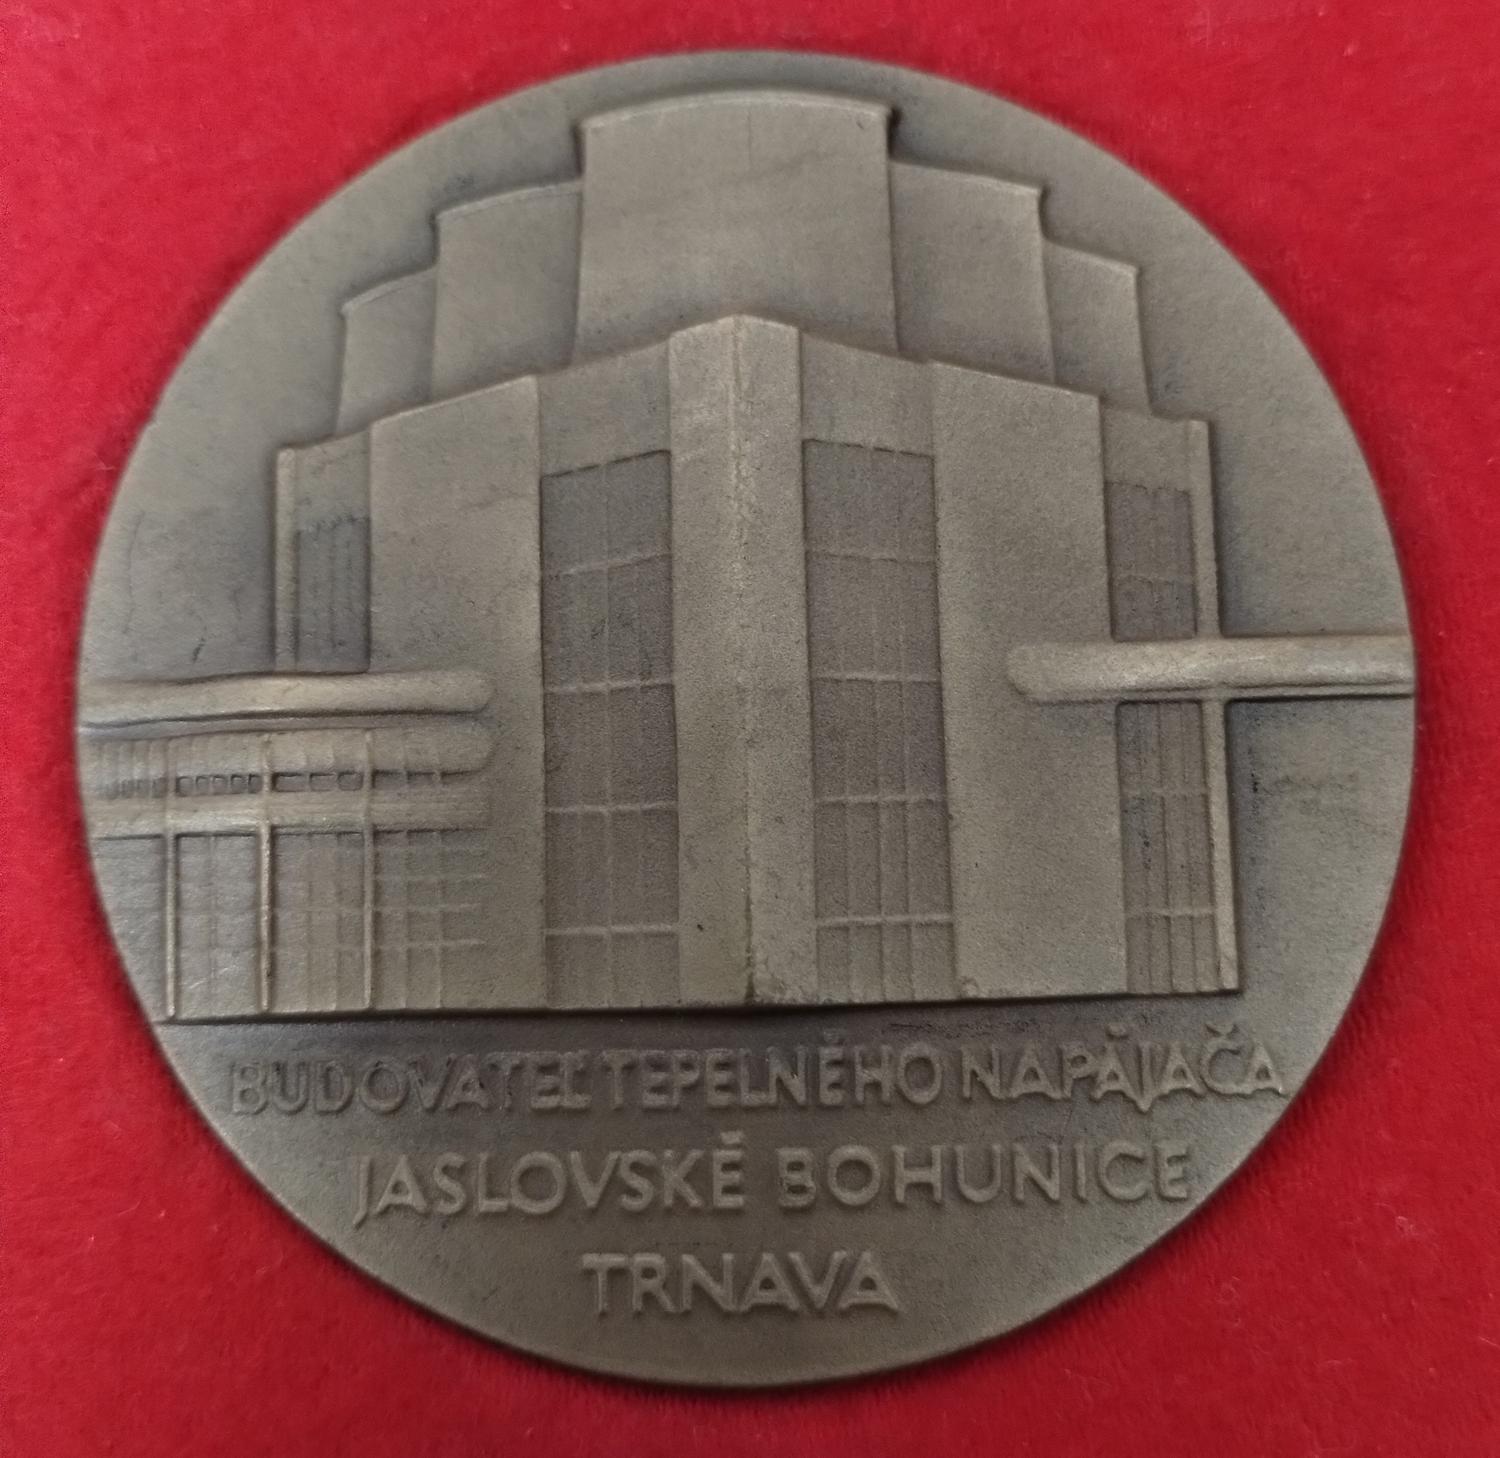 BUDOVATEĽ TEPELNÉHO NAPÁJAČA
JASLOVSKÉ BOHUNICE
TRNAVA